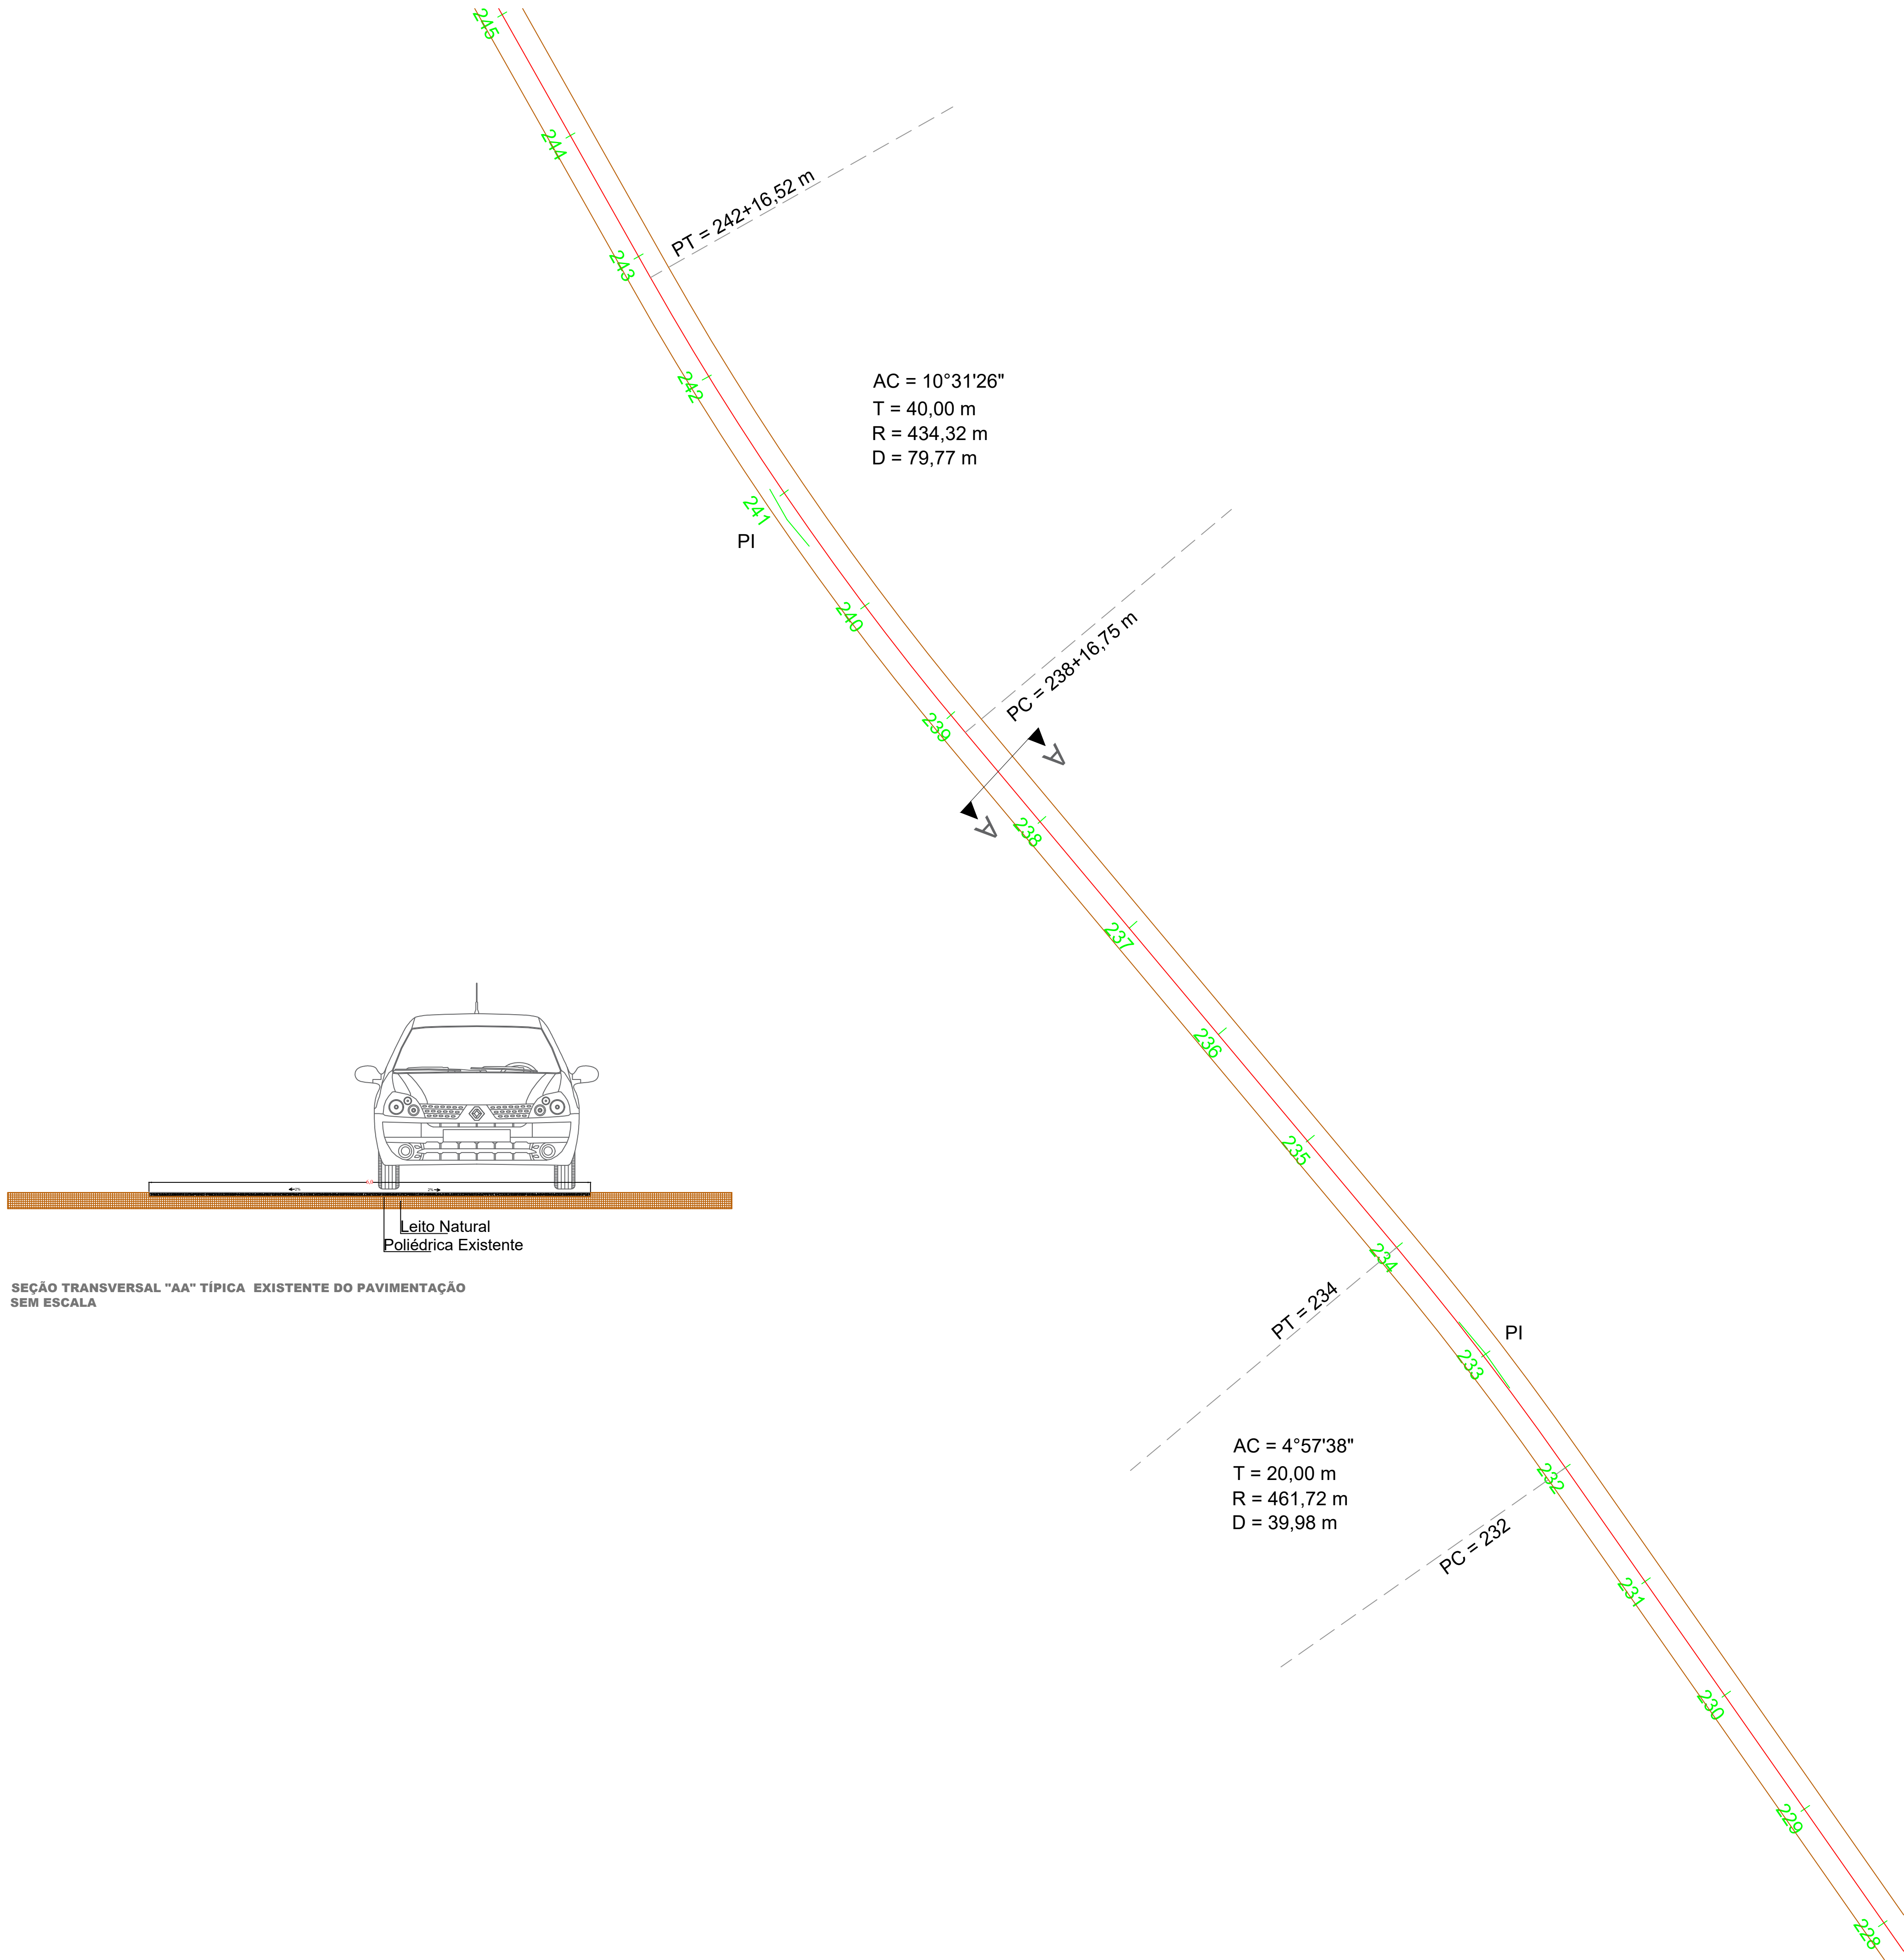 245
244
PT = 242+16,52 m
243
242
AC = 10°31'26"
T = 40,00 m
R = 434,32 m
D = 79,77 m
241
PI
240
PC = 238+16,75 m
239
A
A
238
237
236
235
234
PT = 234
PI
233
AC = 4°57'38"
T = 20,00 m
R = 461,72 m
D = 39,98 m
232
PC = 232
231
230
229
228
2%
2%
Leito Natural
Poliédrica Existente
SEÇÃO TRANSVERSAL "AA" TÍPICA EXISTENTE DO PAVIMENTAÇÃO
SEM ESCALA